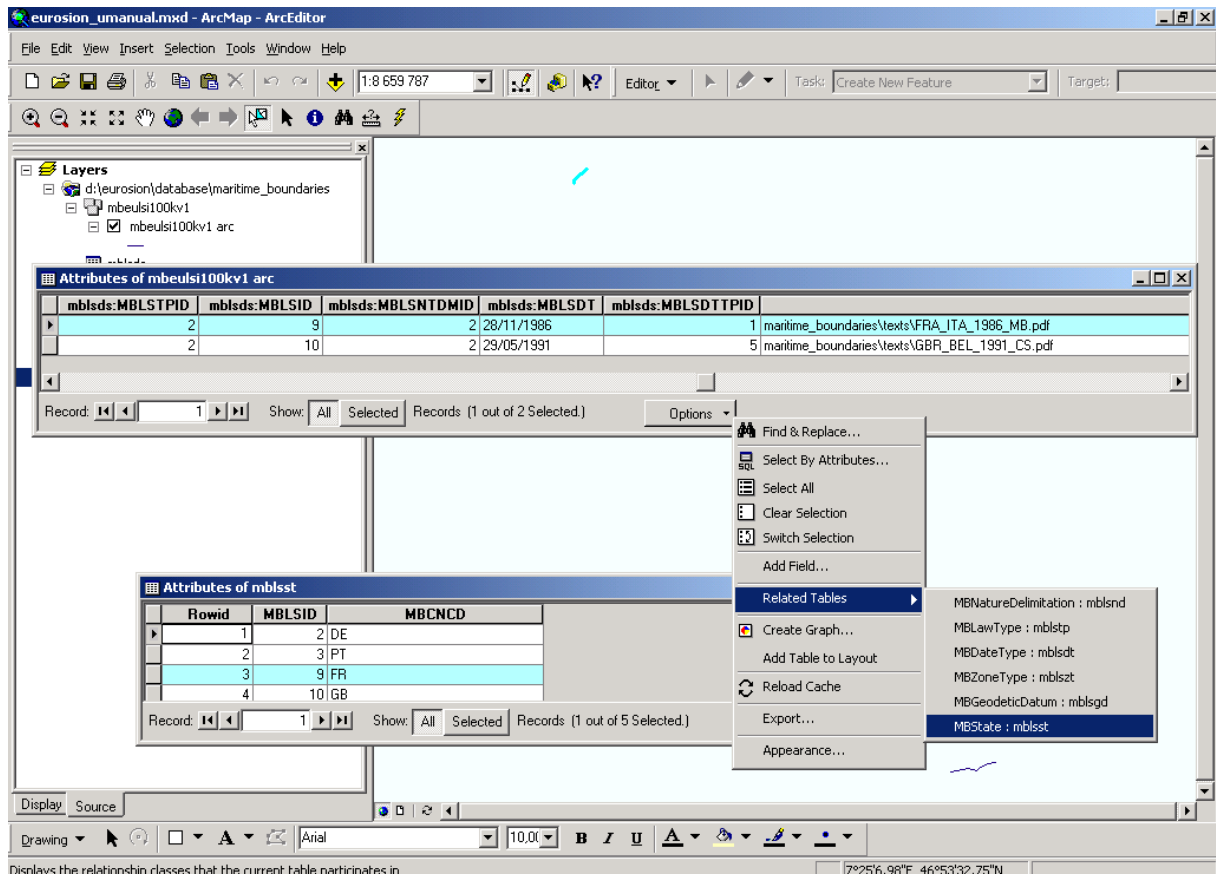 eurosion_umanual.mxd - ArcMap - ArcEditor
File Edit View Insert Selection Tools Window Help
1:8 659 787 Editor Task: Create New Feature Target:
Layers
d:\eurosion\database\maritime_boundaries
mbeulsi100kv1
mbeulsi100kv1 arc
Attributes of mbeulsi100kv1 arc
mblsds:MBLSTPID mblsds:MBLSID mblsds:MBLSNTDMID mblsds:MBLSDT mblsds:MBLSDTTPID
2 9 2 28/11/1986 1 maritime_boundaries\texts\FRA_ITA_1986_MB.pdf
2 10 2 29/05/1991 5 maritime_boundaries\texts\GBR_BEL_1991_CS.pdf
Record: 1 Show: All Selected Records (1 out of 2 Selected.) Options
Find & Replace...
SQL Select By Attributes...
Select All
Clear Selection
Switch Selection
Add Field...
Related Tables
Create Graph...
Add Table to Layout
Reload Cache
Export...
Appearance...
MBNatureDelimitation : mblsnd
MBLawType : mblstp
MBDateType : mblsdt
MBZoneType : mblszt
MBGeodeticDatum : mblsgd
MBState : mblsst
Attributes of mblsst
Rowid MBLSID MBCNCD
1 2 DE
2 3 PT
3 9 FR
4 10 GB
Record: 1 Show: All Selected Records (1 out of 5 Selected.)
Display Source
Drawing A Arial 10,0 B I U A
Displays the relationship classes that the current table participates in 7°25'6,98"E 46°53'32,75"N